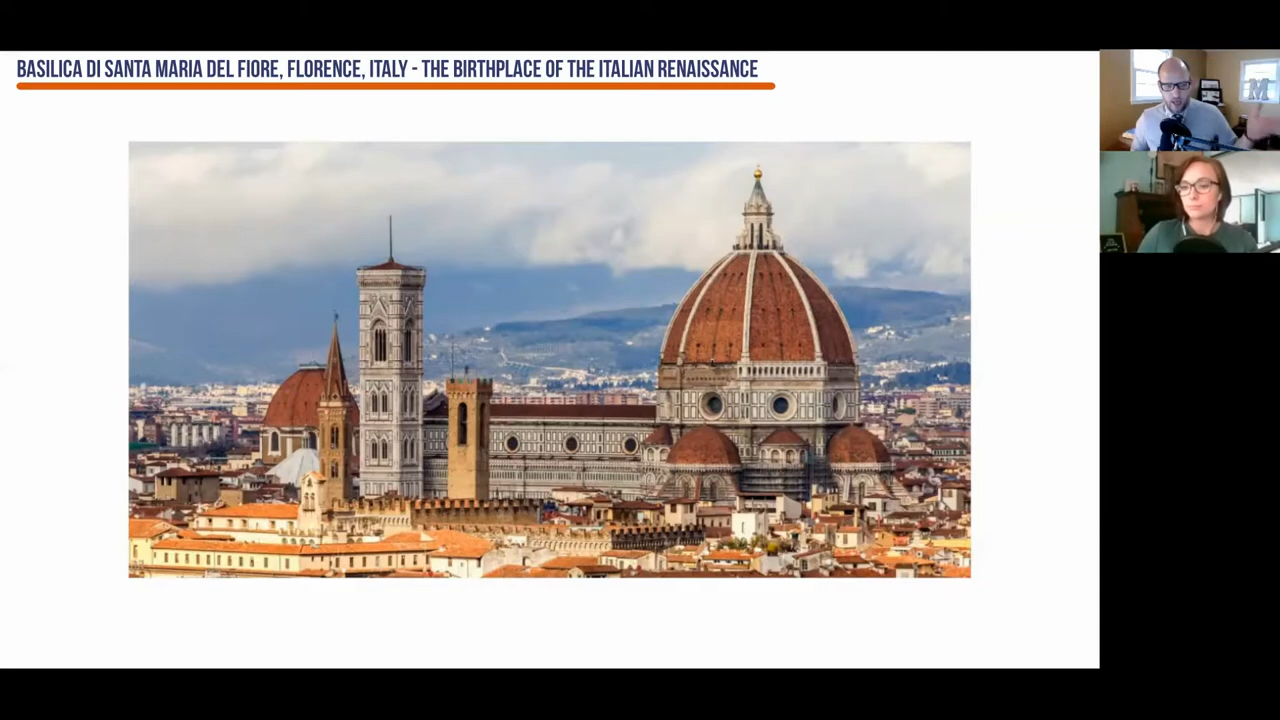 BASILICA DI SANTA MARIA DEL FIORE, FLORENCE, ITALY - THE BIRTHPLACE OF THE ITALIAN RENAISSANCE
M